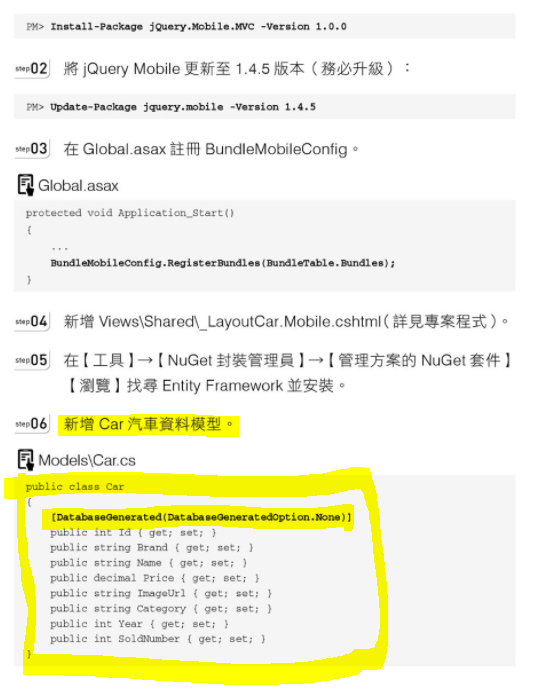 PM> Install-Package jQuery.Mobile.MVC -Version 1.0.0
step02 將 jQuery Mobile 更新至 1.4.5 版本（務必升級）：
PM> Update-Package jquery.mobile -Version 1.4.5
step03 在 Global.asax 註冊 BundleMobileConfig。
Global.asax
protected void Application_Start()
{
...
BundleMobileConfig.RegisterBundles(BundleTable.Bundles);
}
step04 新增 Views\Shared\_LayoutCar.Mobile.cshtml（詳見專案程式）。
step05 在【工具】→【NuGet 封裝管理員】→【管理方案的 NuGet 套件】
【瀏覽】找尋 Entity Framework 並安裝。
step06 新增 Car 汽車資料模型。
Models\Car.cs
public class Car
{
[DatabaseGenerated(DatabaseGeneratedOption.None)]
public int Id { get; set; }
public string Brand { get; set; }
public string Name { get; set; }
public decimal Price { get; set; }
public string ImageUrl { get; set; }
public string Category { get; set; }
public int Year { get; set; }
public int SoldNumber { get; set; }
}